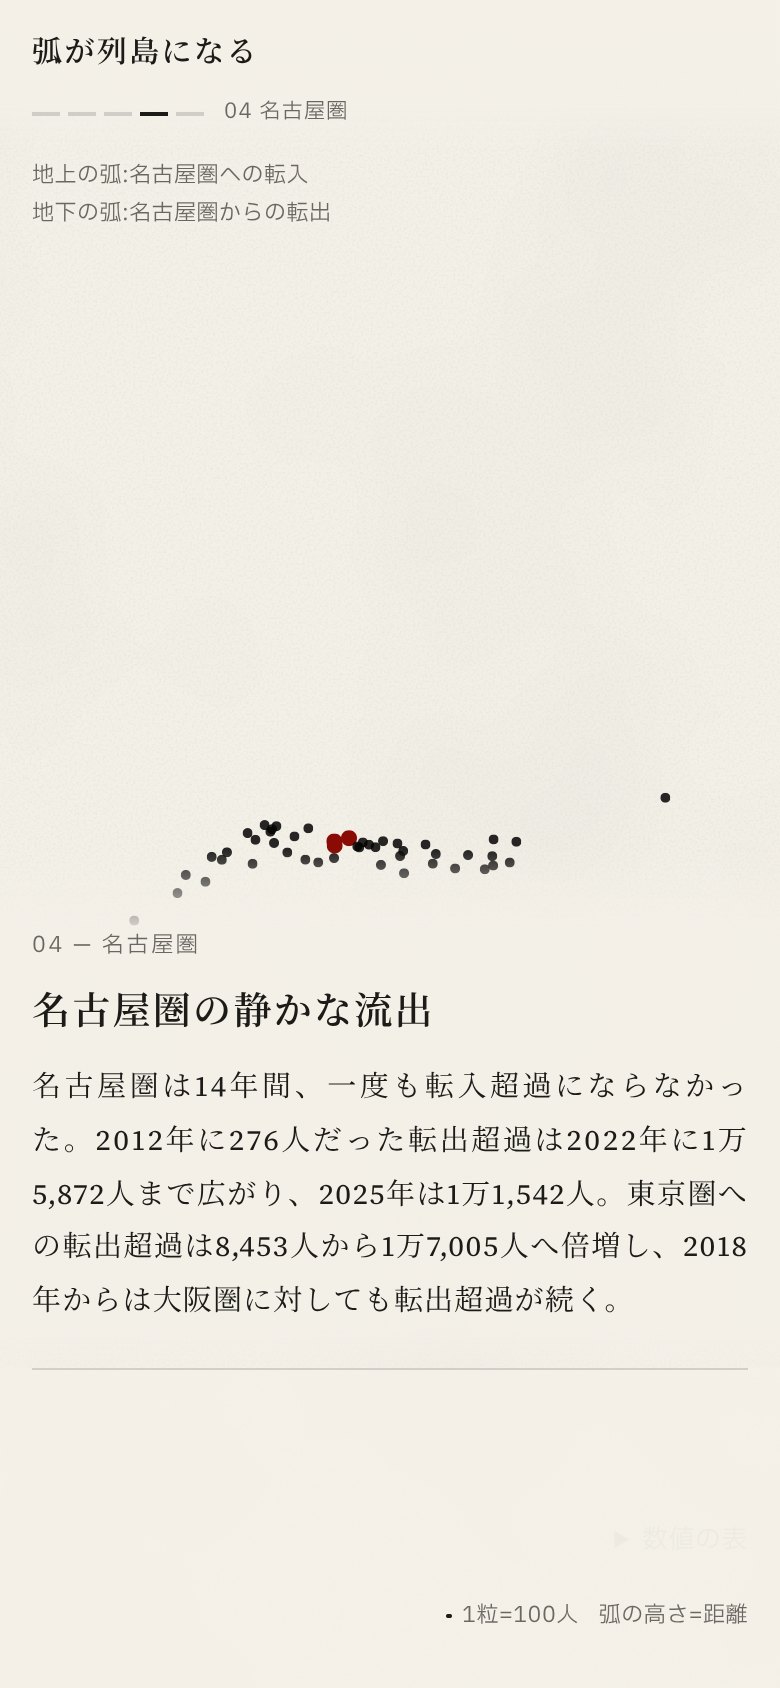 弧が列島になる
04 名古屋圏
地上の弧:名古屋圏への転入
地下の弧:名古屋圏からの転出
04 — 名古屋圏
名古屋圏の静かな流出
名古屋圏は14年間、一度も転入超過にならなかっ
た。2012年に276人だった転出超過は2022年に1万
5,872人まで広がり、2025年は1万1,542人。東京圏へ
の転出超過は8,453人から1万7,005人へ倍増し、2018
年からは大阪圏に対しても転出超過が続く。
▶ 数値の表
1粒=100人 弧の高さ=距離